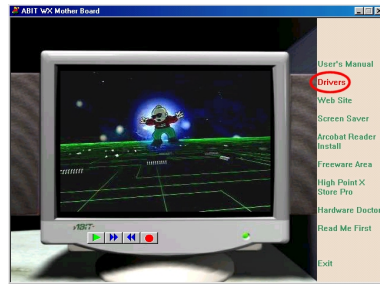 ABIT WX Mother Board
User's Manual
Drivers
Web Site
Screen Saver
Arcobat Reader
Install
Freeware Area
High Point X
Store Pro
Hardware Doctor
Read Me First
Exit
ABIT